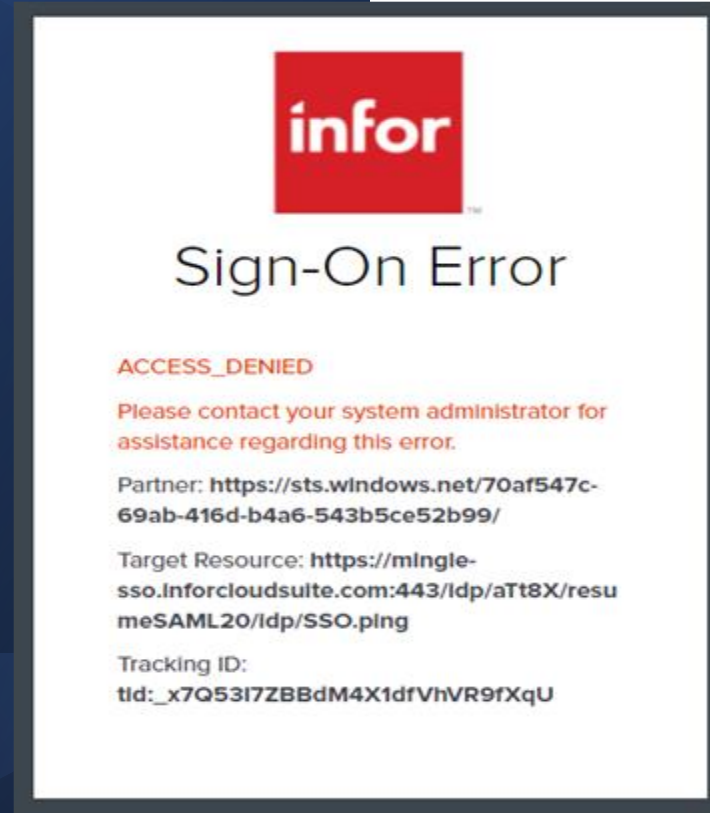 infor
TM
Sign-On Error
ACCESS_DENIED
Please contact your system administrator for
assistance regarding this error.
Partner: https://sts.windows.net/70af547c-
69ab-416d-b4a6-543b5ce52b99/
Target Resource: https://mingle-
sso.inforcloudsuite.com:443/idp/aTt8X/resu
meSAML20/idp/SSO.ping
Tracking ID:
tid:_x7Q53I7ZBBdM4X1dfVhVR9fXqU